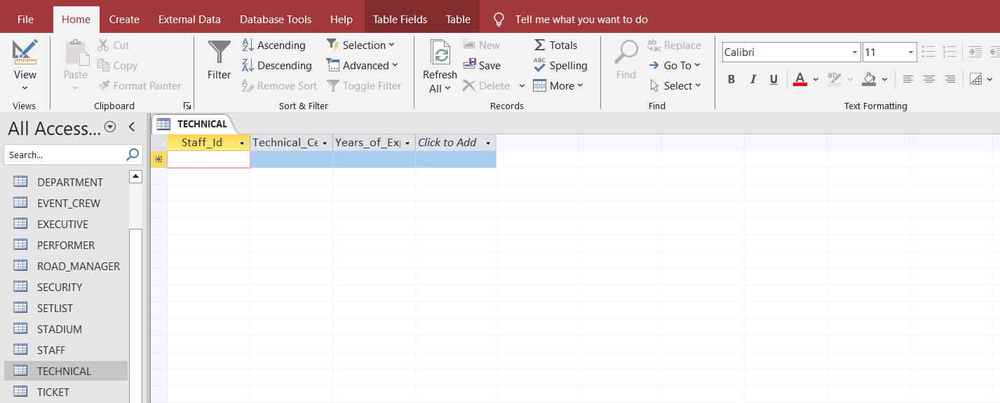 File Home Create External Data Database Tools Help Table Fields Table Tell me what you want to do
View
Views
Paste
Cut
Copy
Format Painter
Clipboard
Filter
Ascending
Descending
Remove Sort
Selection
Advanced
Toggle Filter
Sort & Filter
Refresh
All
New
Save
Delete
Totals
Spelling
More
Records
Find
Replace
Go To
Select
Find
Calibri 11
B I U A
Text Formatting
All Access...
Search...
DEPARTMENT
EVENT_CREW
EXECUTIVE
PERFORMER
ROAD_MANAGER
SECURITY
SETLIST
STADIUM
STAFF
TECHNICAL
TICKET
TECHNICAL
Staff_Id Technical_Ce Years_of_Exp Click to Add